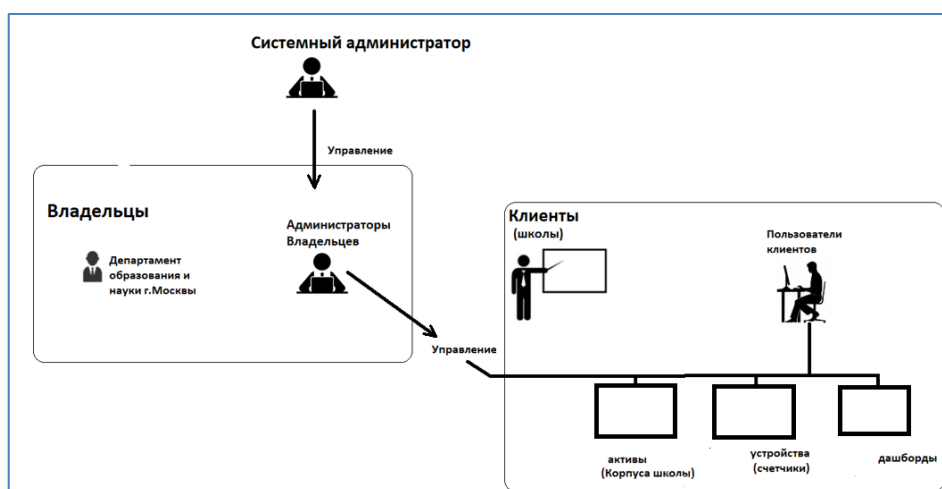 Системный администратор
Управление
Владельцы
Департамент
образования и
науки г.Москвы
Администраторы
Владельцев
Управление
Клиенты
(школы)
Пользователи
клиентов
активы
(Корпуса школы)
устройства
(счетчики)
дашборды